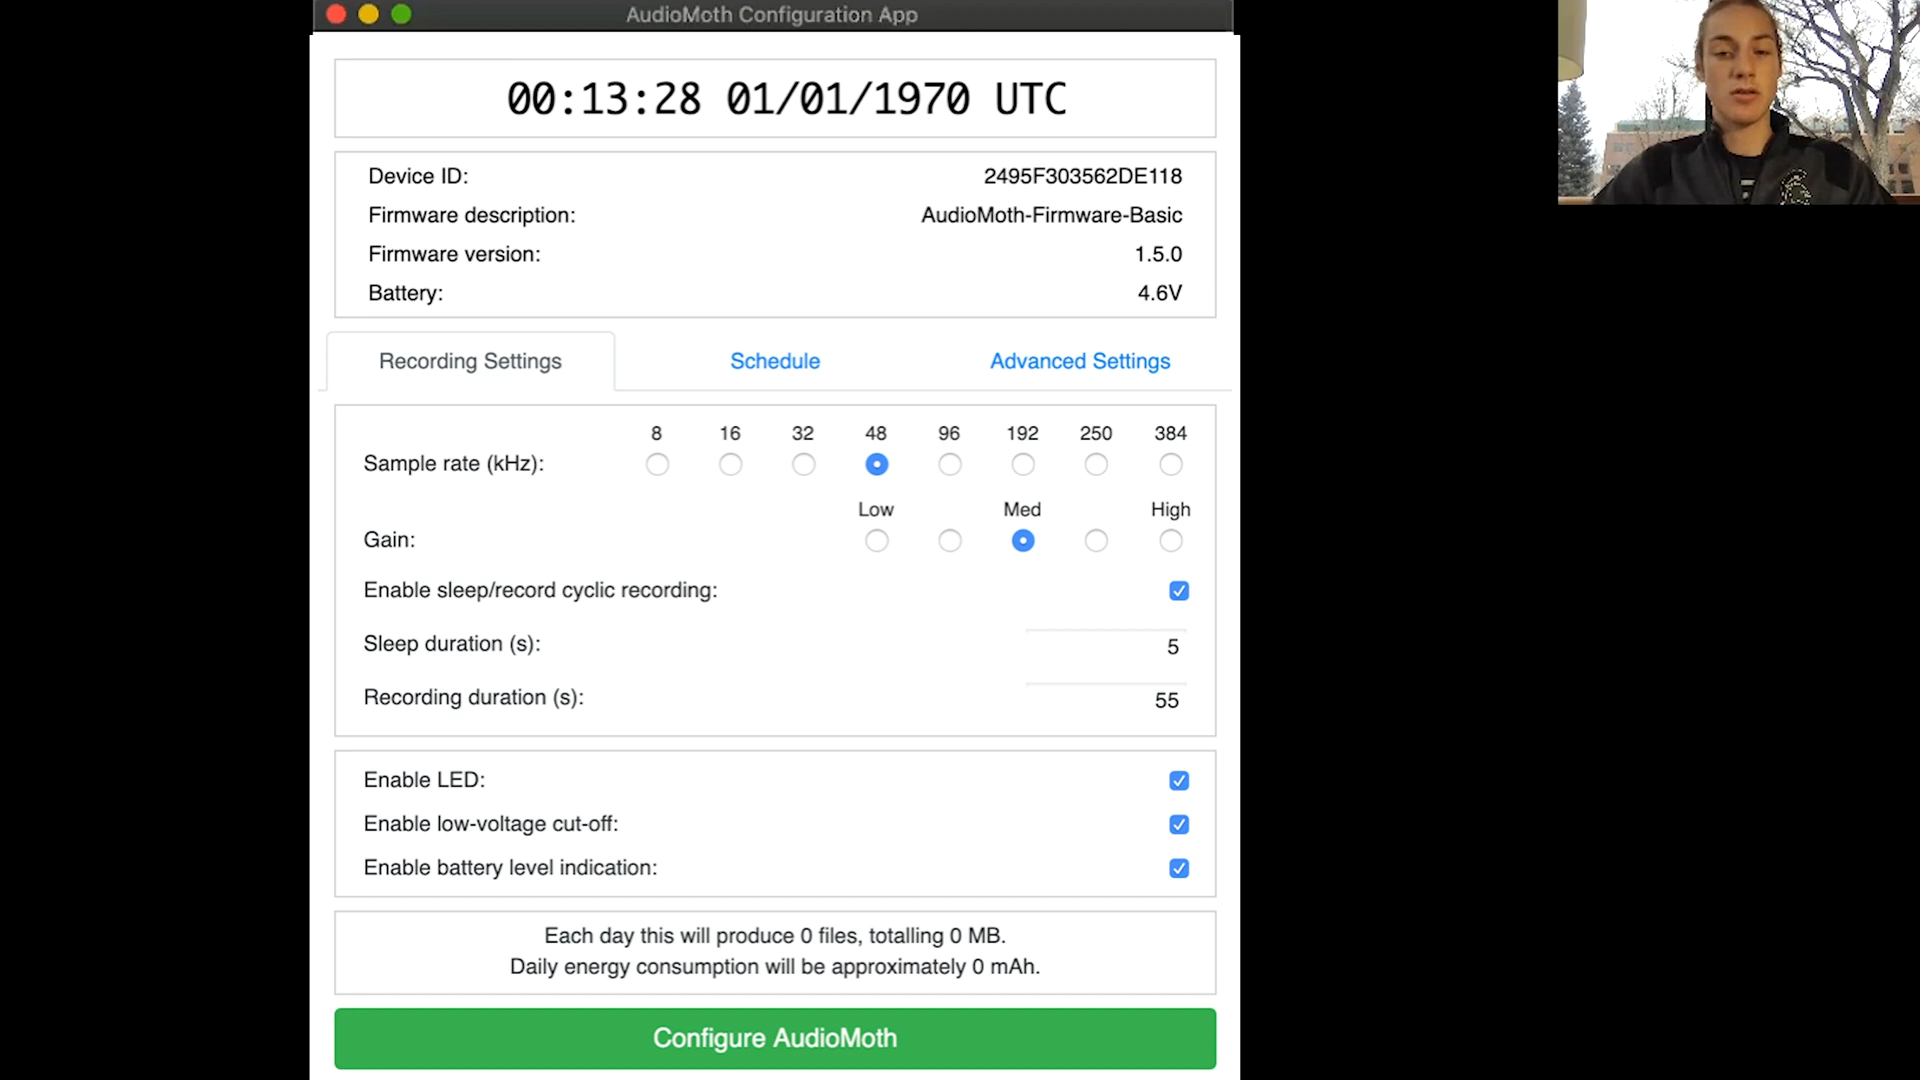 AudioMoth Configuration App
00:13:28 01/01/1970 UTC
Device ID: 2495F303562DE118
Firmware description: AudioMoth-Firmware-Basic
Firmware version: 1.5.0
Battery: 4.6V
Recording Settings Schedule Advanced Settings
8 16 32 48 96 192 250 384
Sample rate (kHz):
Low Med High
Gain:
Enable sleep/record cyclic recording:
Sleep duration (s): 5
Recording duration (s): 55
Enable LED:
Enable low-voltage cut-off:
Enable battery level indication:
Each day this will produce 0 files, totalling 0 MB.
Daily energy consumption will be approximately 0 mAh.
Configure AudioMoth